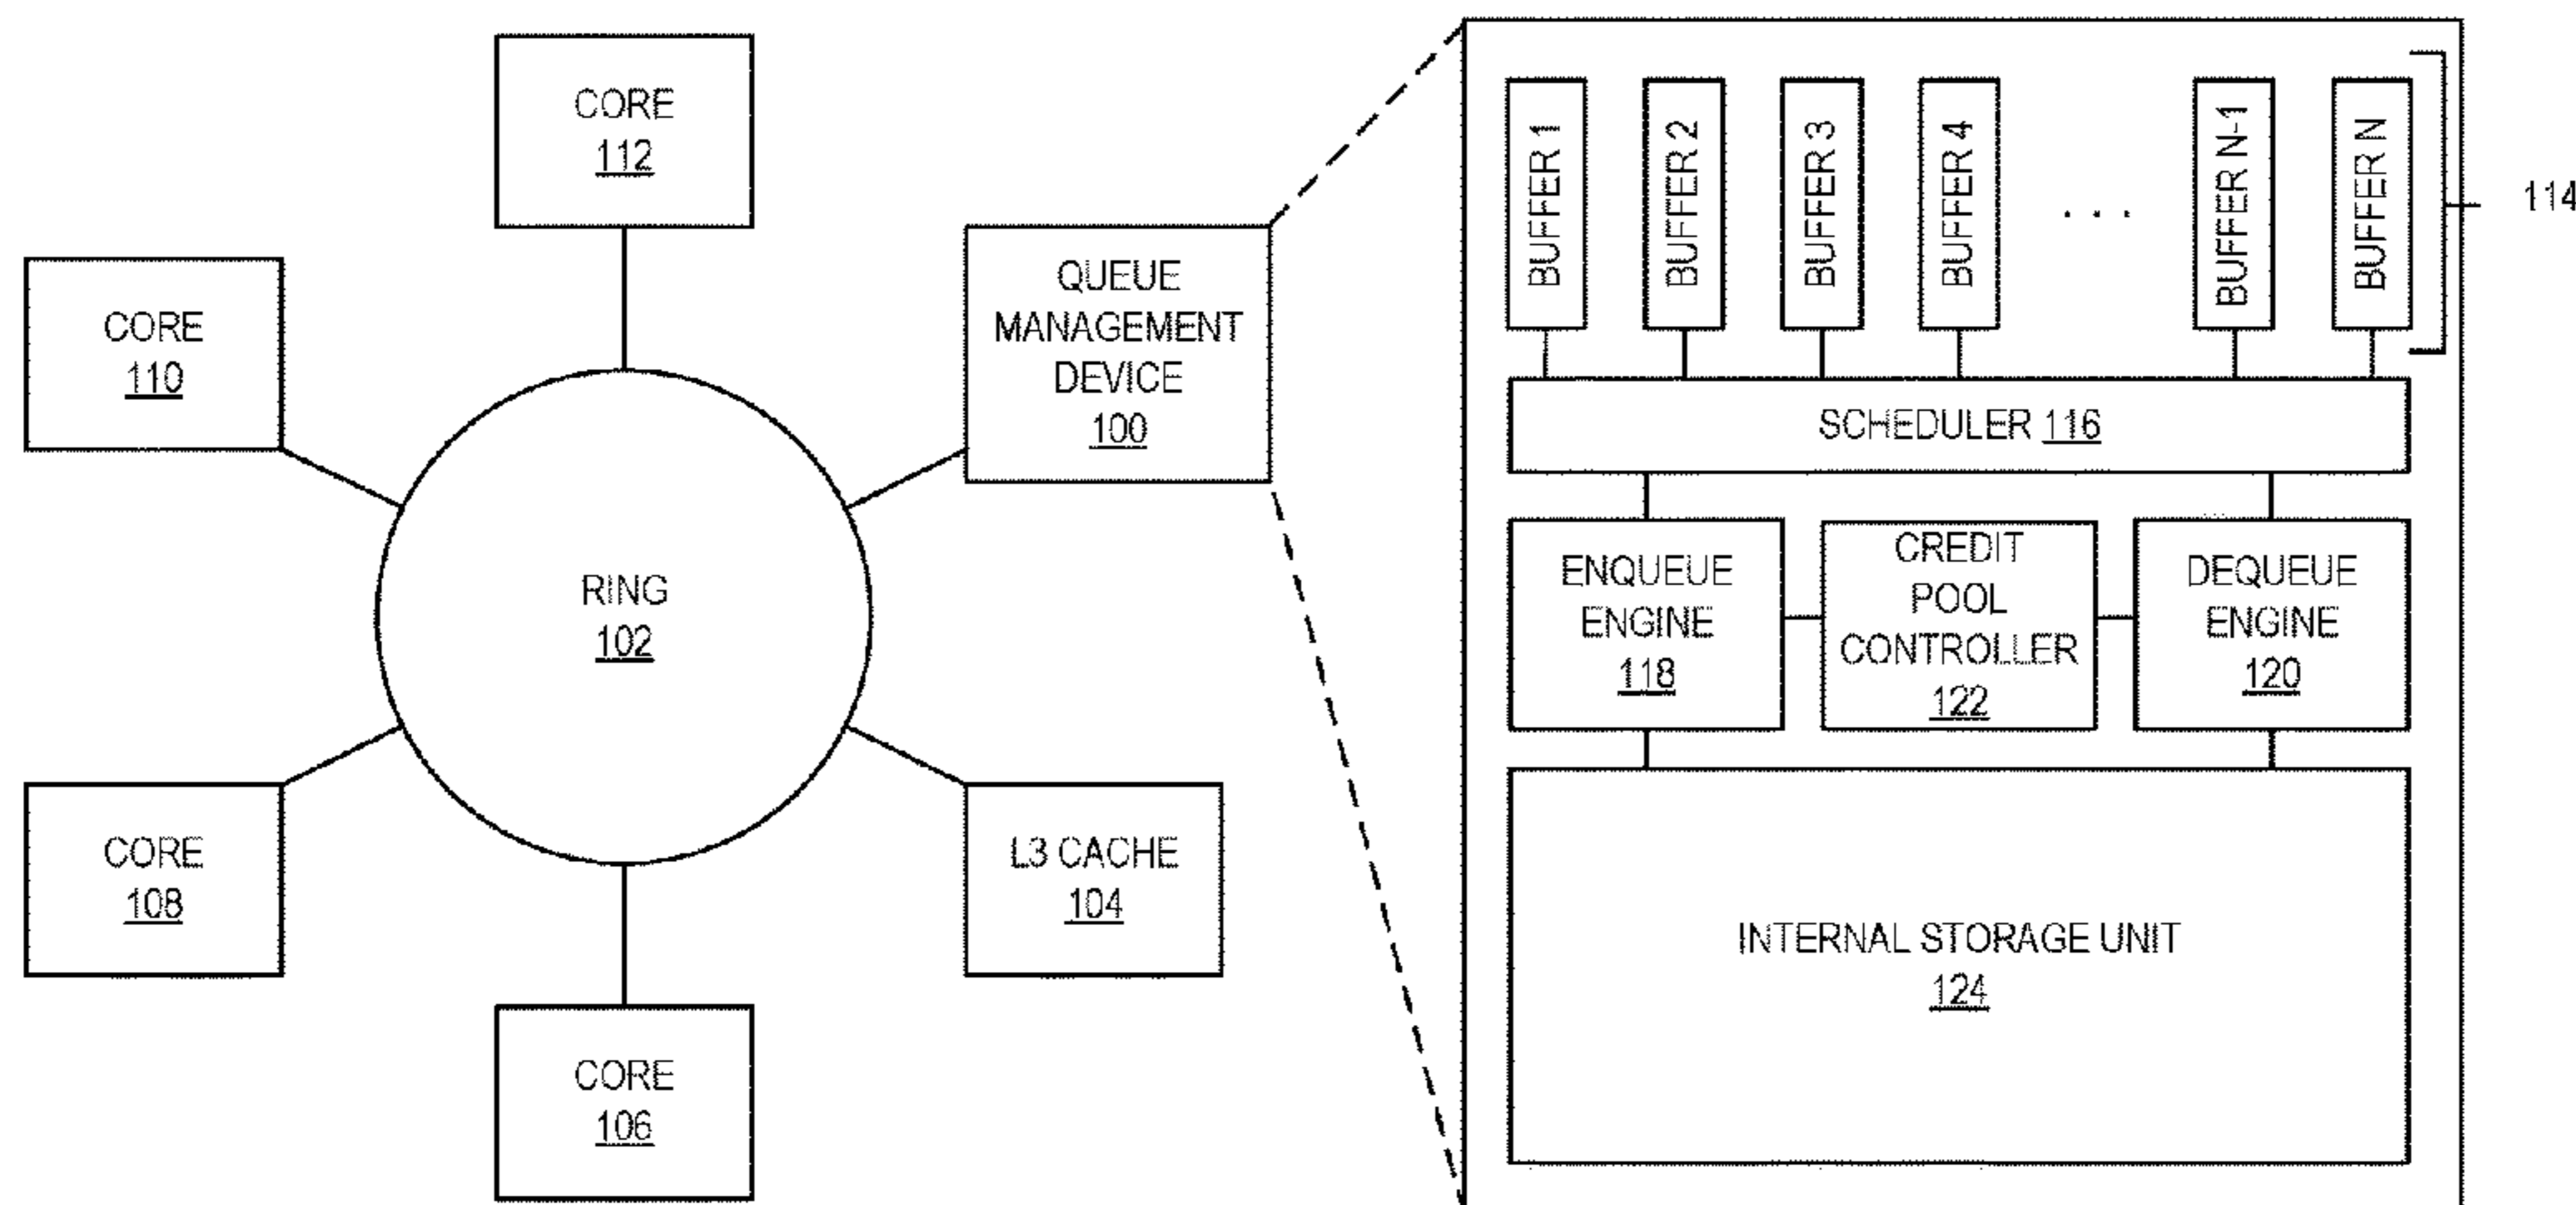 CORE
112
CORE
110
QUEUE
MANAGEMENT
DEVICE
100
RING
102
CORE
108
L3 CACHE
104
CORE
106
BUFFER 1
BUFFER 2
BUFFER 3
BUFFER 4
. . .
BUFFER N-1
BUFFER N
114
SCHEDULER 116
ENQUEUE
ENGINE
118
CREDIT
POOL
CONTROLLER
122
DEQUEUE
ENGINE
120
INTERNAL STORAGE UNIT
124